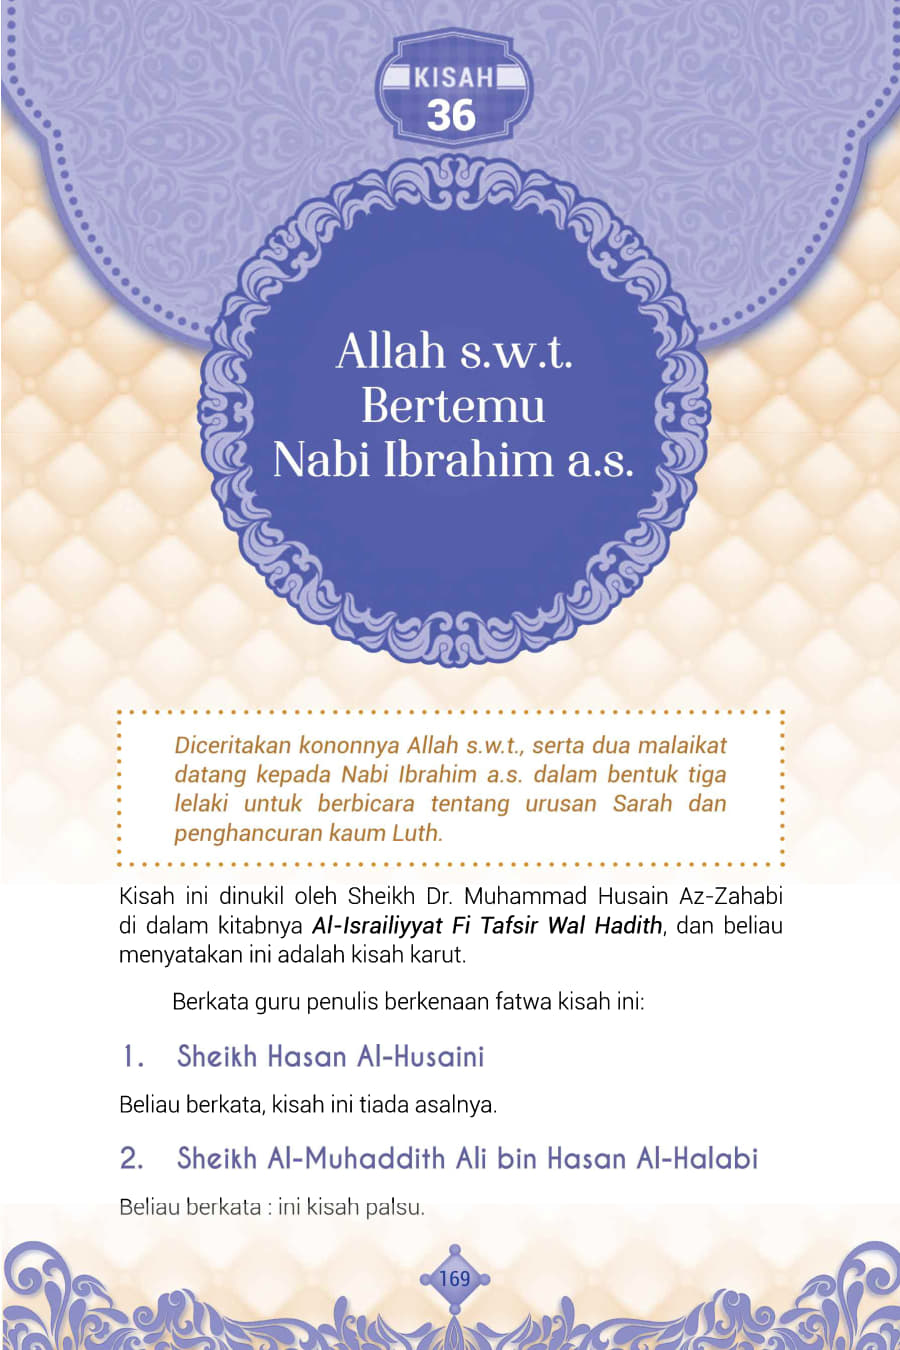 KISAH
36
Allah s.w.t.
Bertemu
Nabi Ibrahim a.s.
Diceritakan kononnya Allah s.w.t., serta dua malaikat
datang kepada Nabi Ibrahim a.s. dalam bentuk tiga
lelaki untuk berbicara tentang urusan Sarah dan
penghancuran kaum Luth.
Kisah ini dinukil oleh Sheikh Dr. Muhammad Husain Az-Zahabi
di dalam kitabnya Al-Israiliyyat Fi Tafsir Wal Hadith, dan beliau
menyatakan ini adalah kisah karut.
Berkata guru penulis berkenaan fatwa kisah ini:
1. Sheikh Hasan Al-Husaini
Beliau berkata, kisah ini tiada asalnya.
2. Sheikh Al-Muhaddith Ali bin Hasan Al-Halabi
Beliau berkata : ini kisah palsu.
169